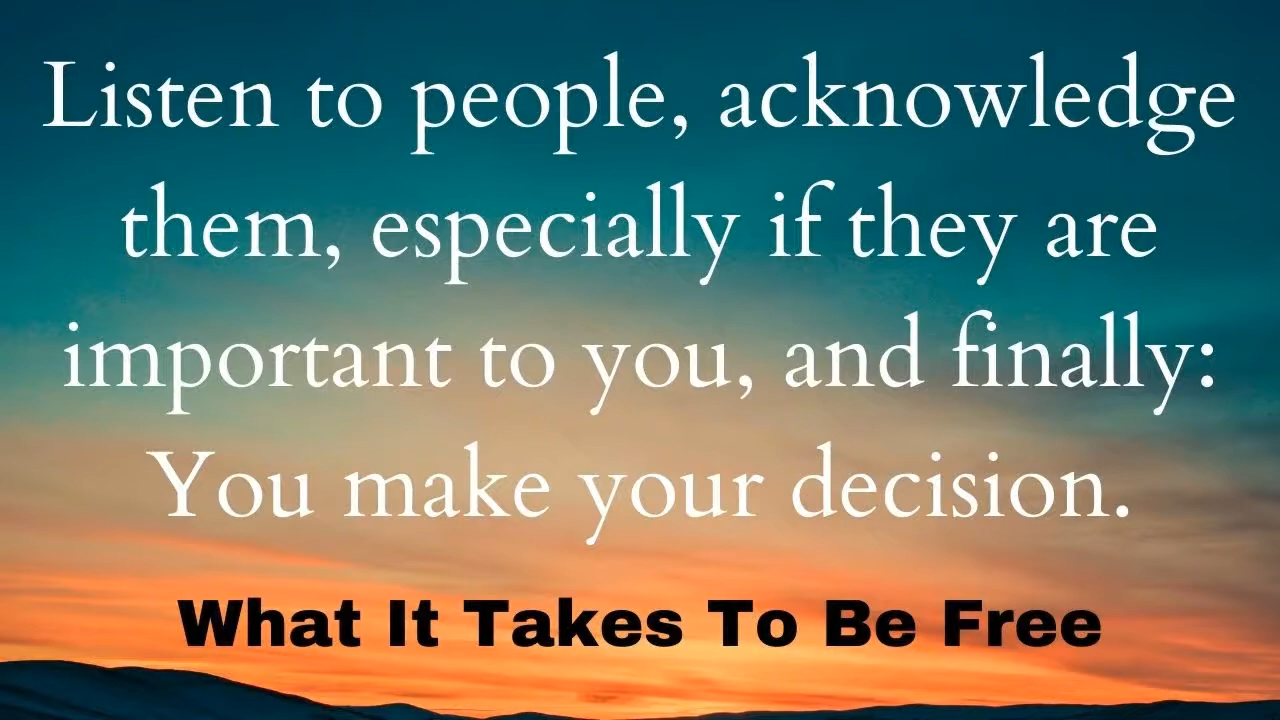 Listen to people, acknowledge
them, especially if they are
important to you, and finally:
You make your decision.
What It Takes To Be Free